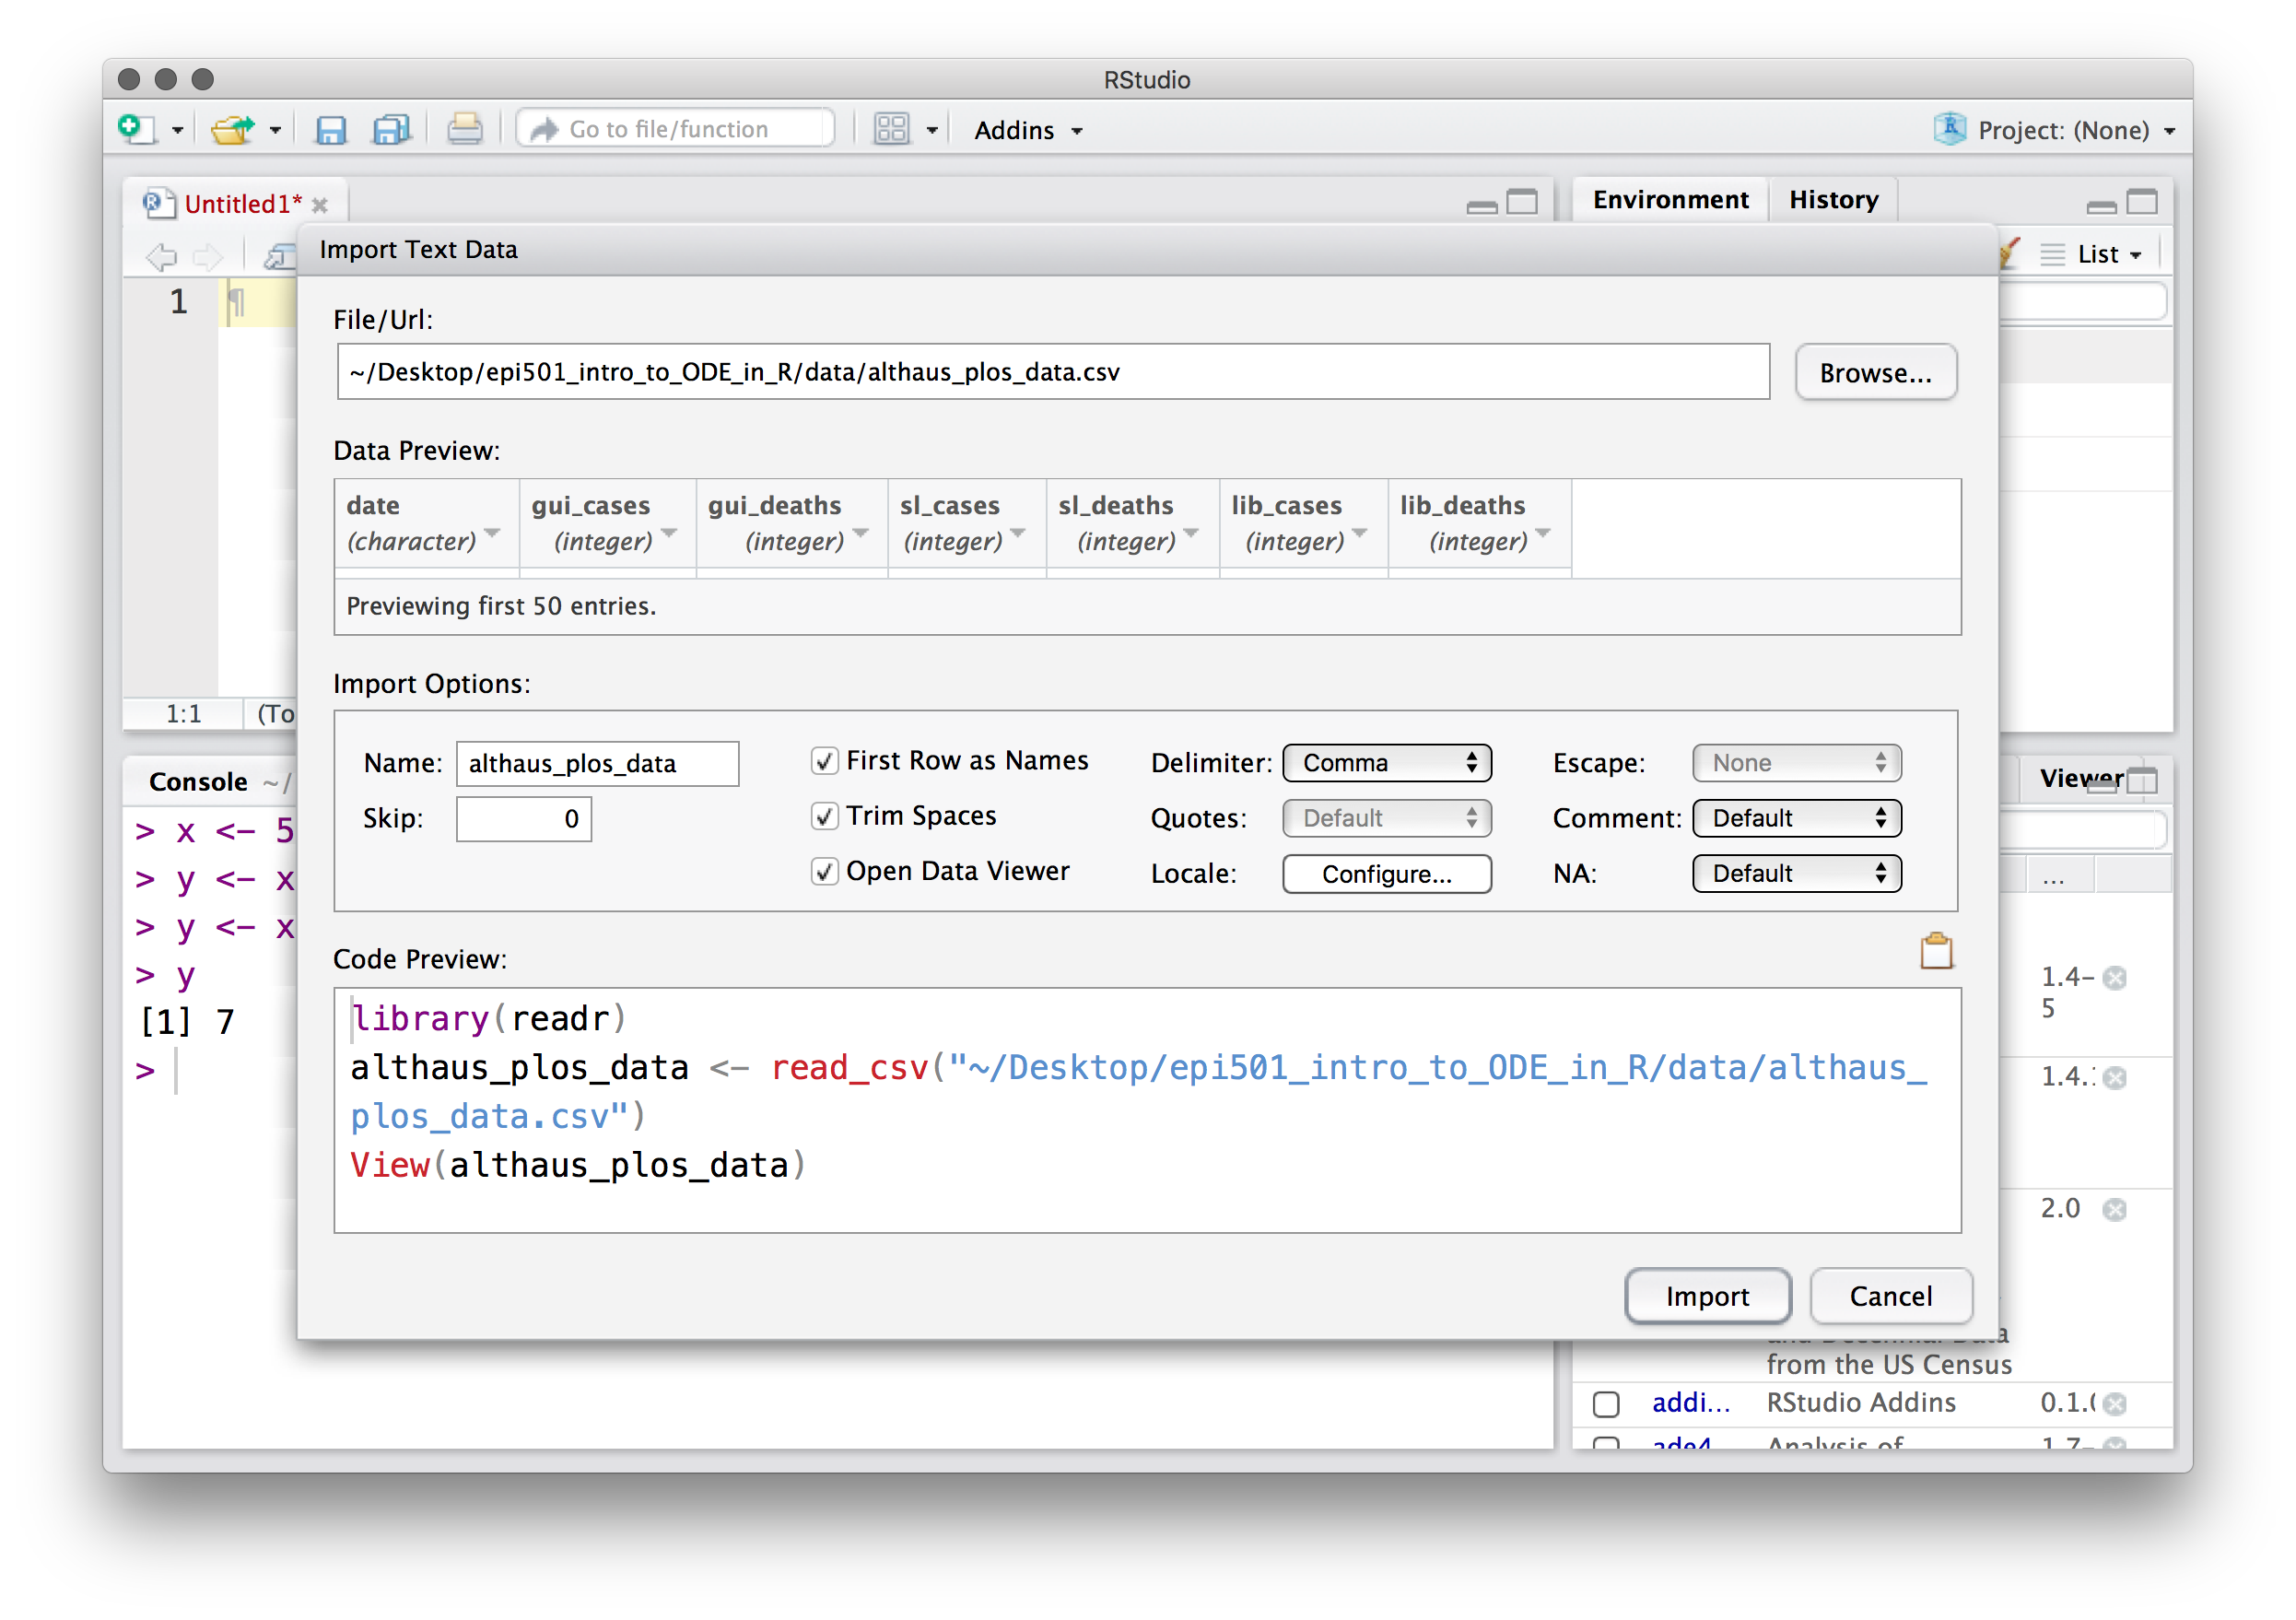 RStudio
Go to file/function
Addins
Project: (None)
Untitled1*
Environment
History
Import Text Data
List
1
File/Url:
~/Desktop/epi501_intro_to_ODE_in_R/data/althaus_plos_data.csv
Browse...
Data Preview:
date gui_cases gui_deaths sl_cases sl_deaths lib_cases lib_deaths
(character) (integer) (integer) (integer) (integer) (integer) (integer)
Previewing first 50 entries.
Import Options:
1:1 (To
Name: althaus_plos_data
First Row as Names
Delimiter: Comma
Escape: None
Skip: 0
Trim Spaces
Quotes: Default
Comment: Default
Open Data Viewer
Locale: Configure...
NA: Default
Console ~/
Viewer
> x <- 5
> y <- x
> y <- x
> y
[1] 7
>
...
Code Preview:
library(readr)
althaus_plos_data <- read_csv("~/Desktop/epi501_intro_to_ODE_in_R/data/althaus_
plos_data.csv")
View(althaus_plos_data)
1.4-
5
1.4.
2.0
Import
Cancel
Data
from the US Census
addi... RStudio Addins 0.1.
ade4 Analysis of 1.7-